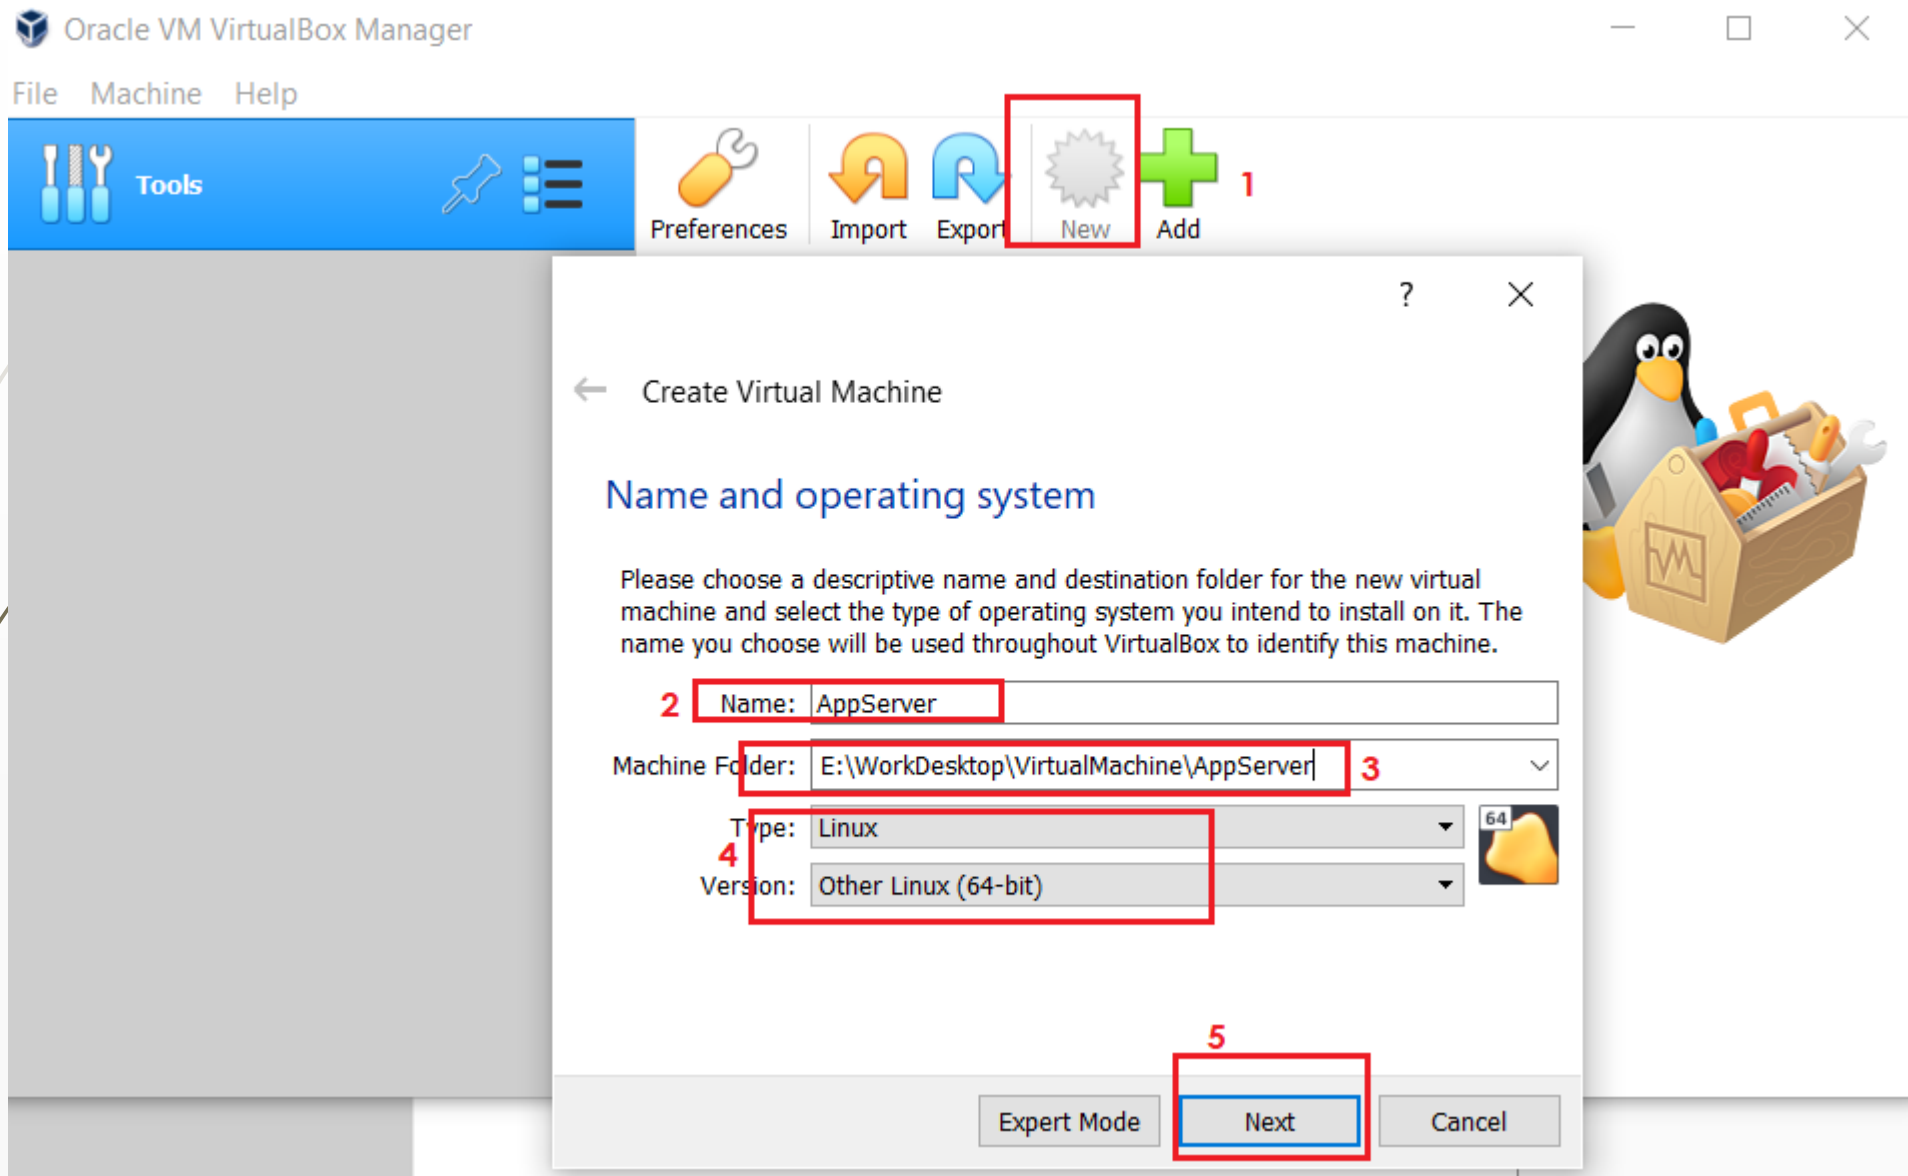 Oracle VM VirtualBox Manager
File Machine Help
Tools
Preferences Import Export New Add 1
?
Create Virtual Machine
Name and operating system
Please choose a descriptive name and destination folder for the new virtual
machine and select the type of operating system you intend to install on it. The
name you choose will be used throughout VirtualBox to identify this machine.
2 Name: AppServer
Machine Folder: E:\WorkDesktop\VirtualMachine\AppServer 3
Type: Linux
64
4
Version: Other Linux (64-bit)
5
Expert Mode Next Cancel